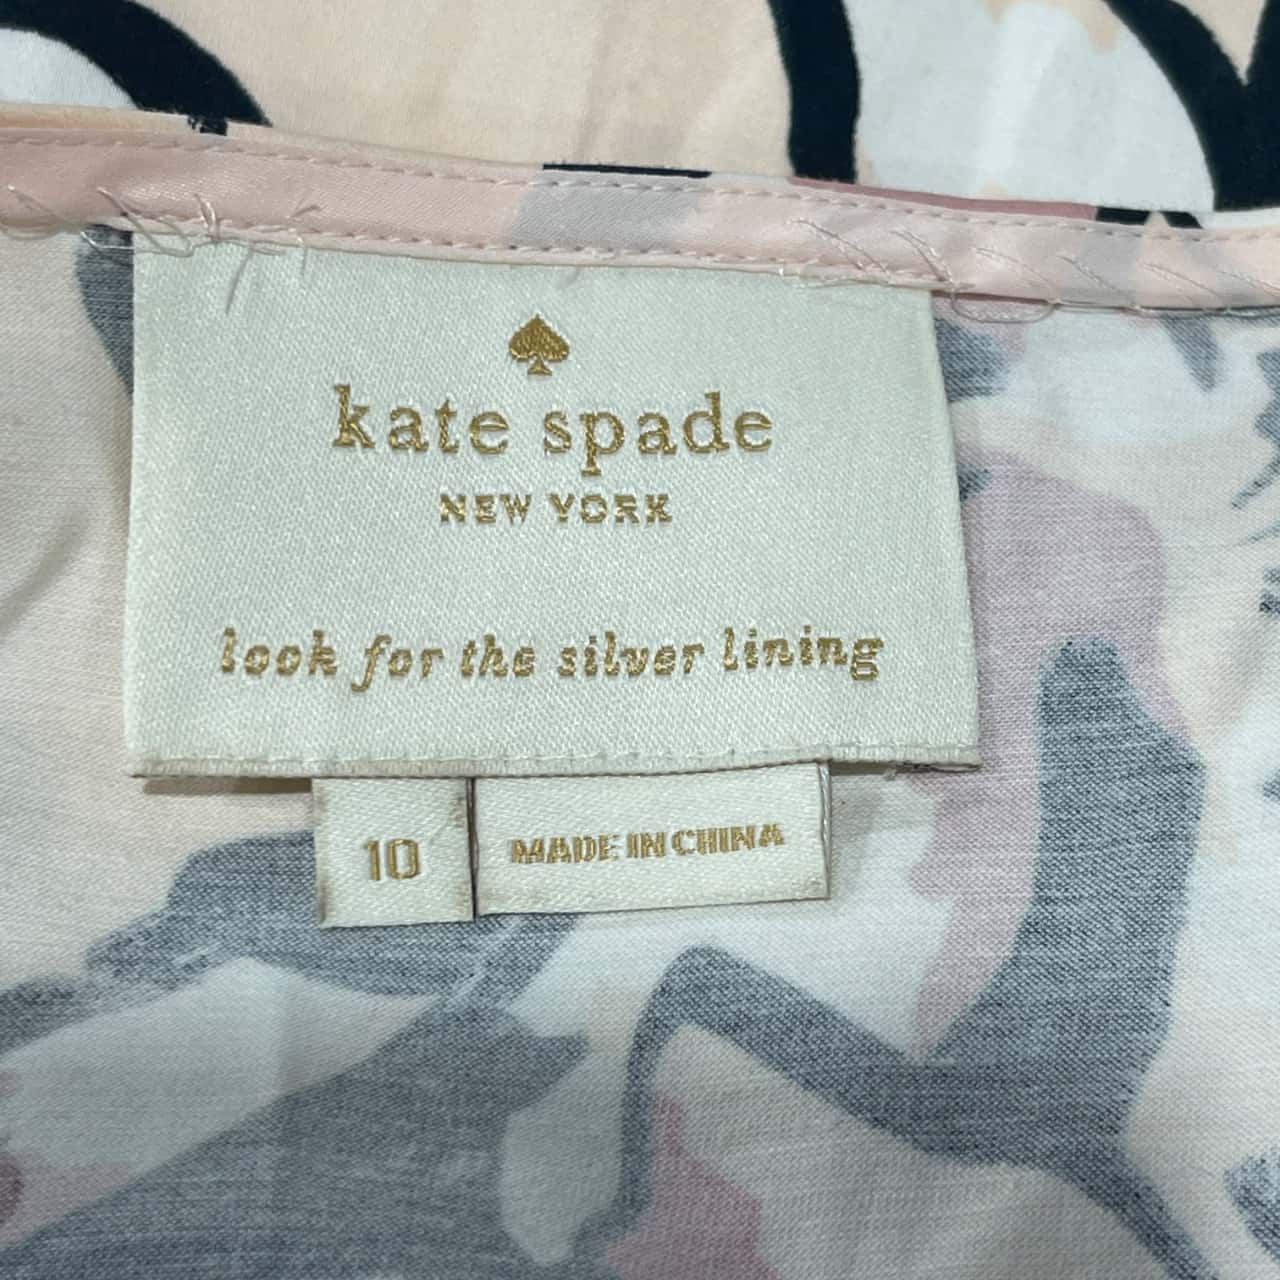 kate spade
NEW YORK
look for the silver lining
10
MADE IN CHINA